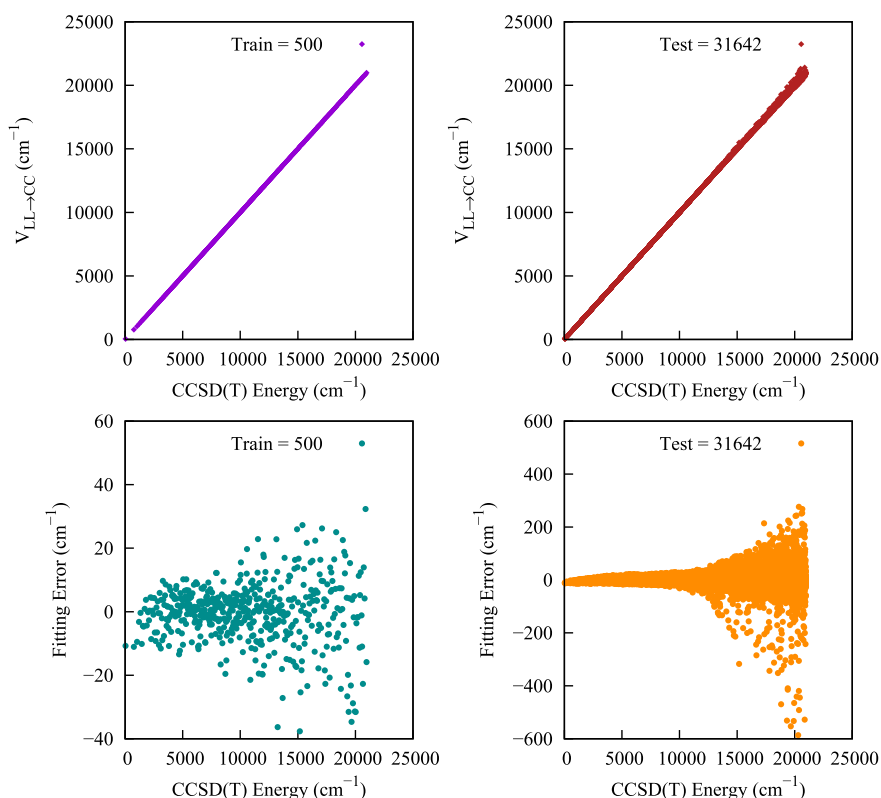 Train = 500
25000
20000
15000
10000
5000
0
V_LL→CC (cm⁻¹)
0 5000 10000 15000 20000 25000
CCSD(T) Energy (cm⁻¹)
Test = 31642
25000
20000
15000
10000
5000
0
V_LL→CC (cm⁻¹)
0 5000 10000 15000 20000 25000
CCSD(T) Energy (cm⁻¹)
Train = 500
60
40
20
0
−20
−40
Fitting Error (cm⁻¹)
0 5000 10000 15000 20000 25000
CCSD(T) Energy (cm⁻¹)
Test = 31642
600
400
200
0
−200
−400
−600
Fitting Error (cm⁻¹)
0 5000 10000 15000 20000 25000
CCSD(T) Energy (cm⁻¹)